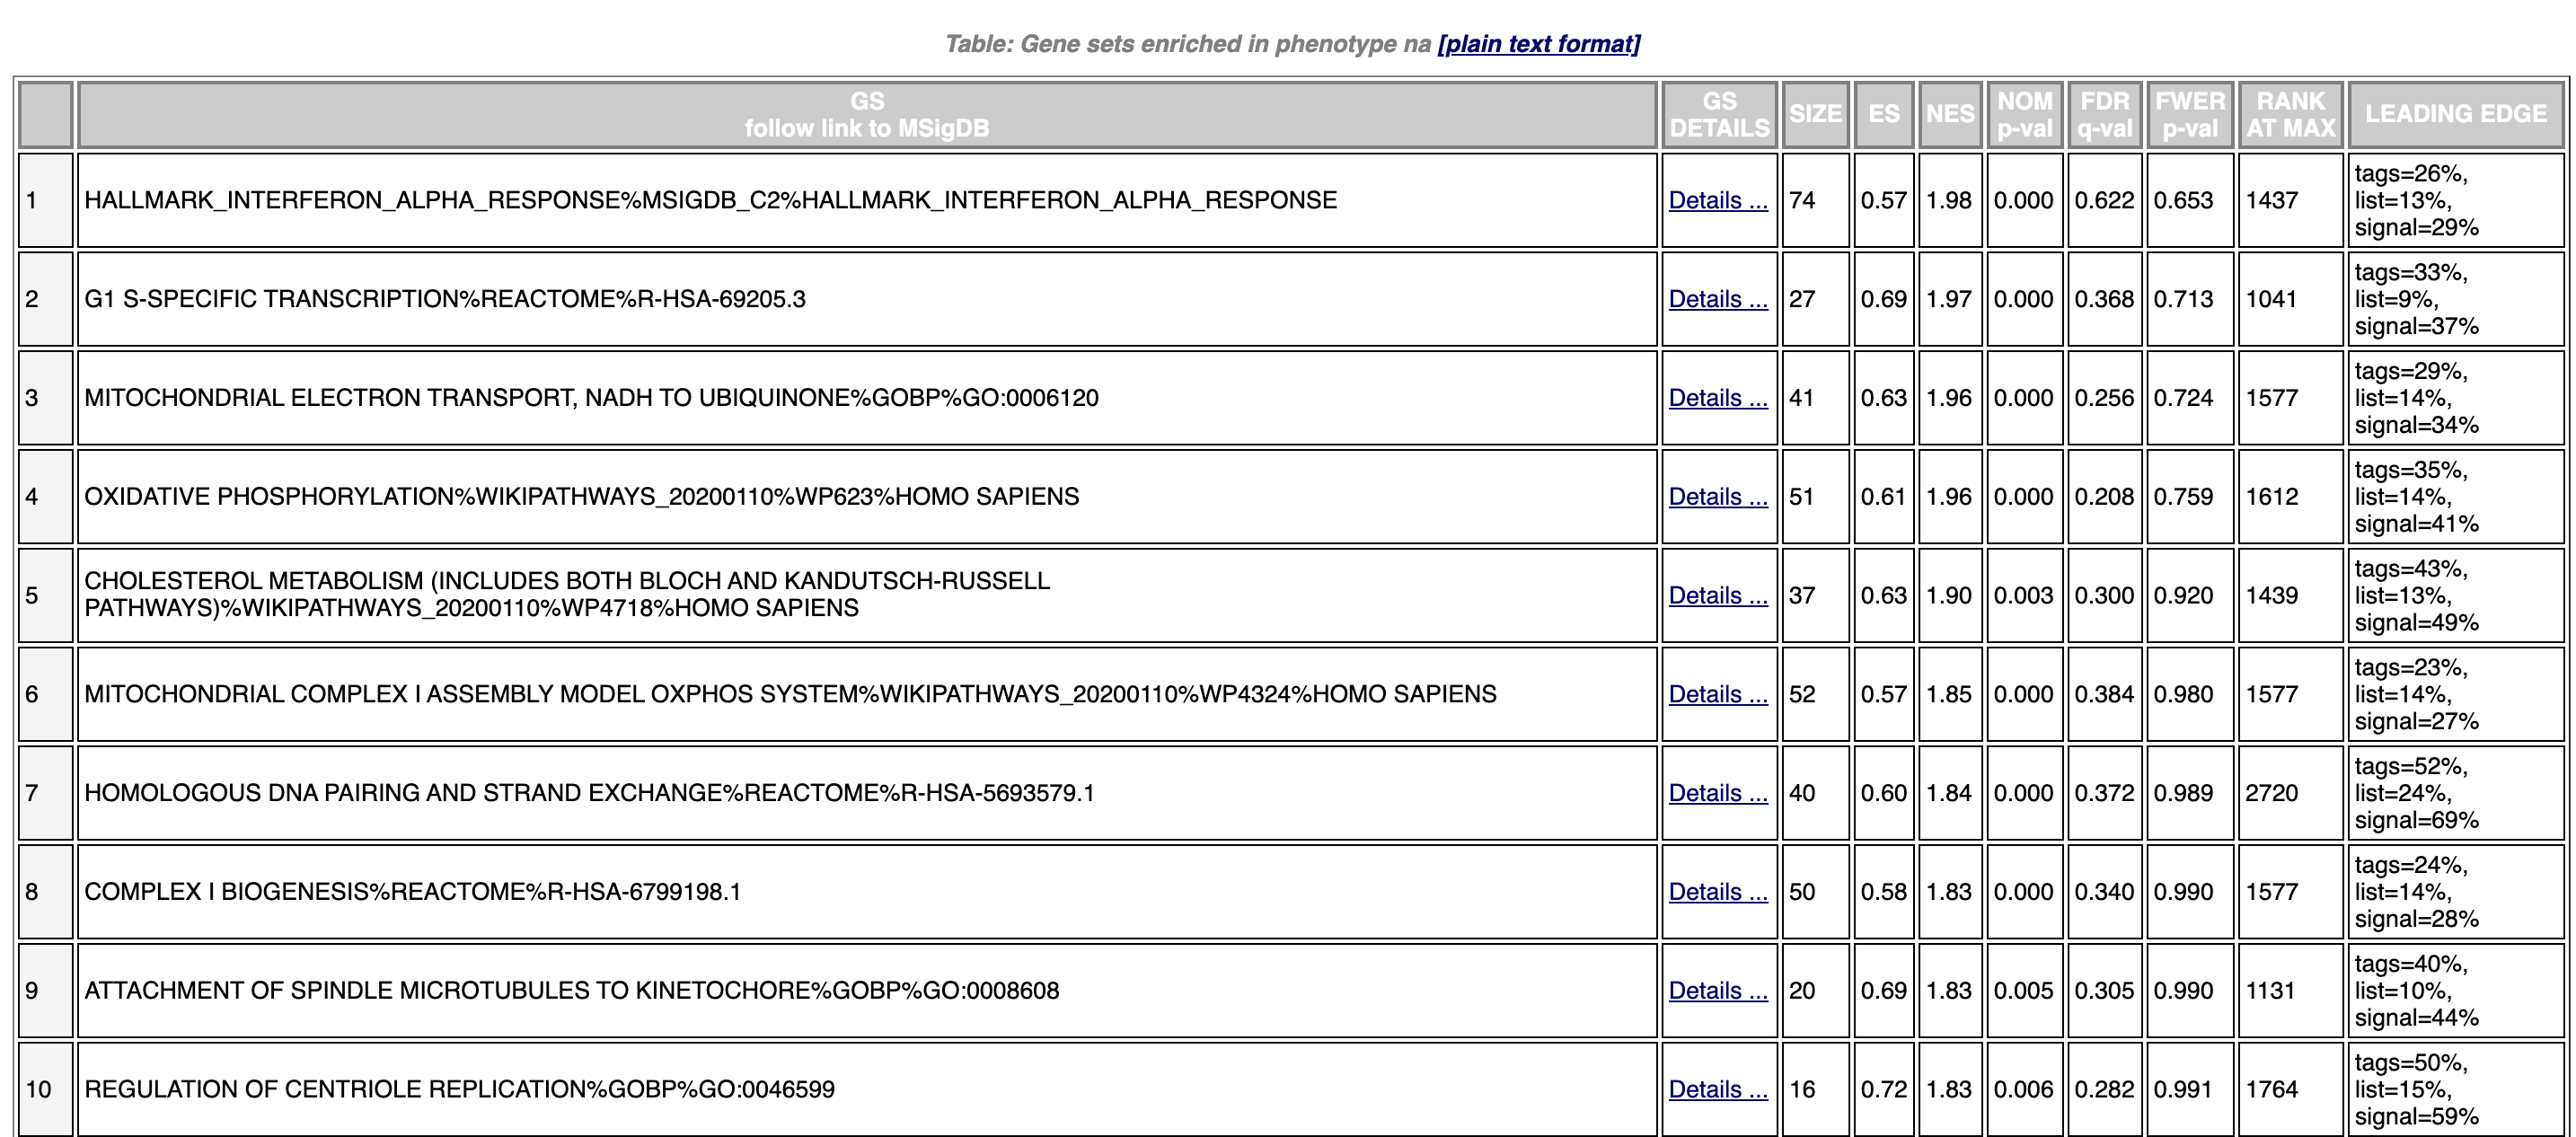 Table: Gene sets enriched in phenotype na [plain text format]
GS
follow link to MSigDB
GS
DETAILS
SIZE
ES
NES
NOM
p-val
FDR
q-val
FWER
p-val
RANK
AT MAX
LEADING EDGE
1 HALLMARK_INTERFERON_ALPHA_RESPONSE%MSIGDB_C2%HALLMARK_INTERFERON_ALPHA_RESPONSE Details ... 74 0.57 1.98 0.000 0.622 0.653 1437
tags=26%,
list=13%,
signal=29%
2 G1 S-SPECIFIC TRANSCRIPTION%REACTOME%R-HSA-69205.3 Details ... 27 0.69 1.97 0.000 0.368 0.713 1041
tags=33%,
list=9%,
signal=37%
3 MITOCHONDRIAL ELECTRON TRANSPORT, NADH TO UBIQUINONE%GOBP%GO:0006120 Details ... 41 0.63 1.96 0.000 0.256 0.724 1577
tags=29%,
list=14%,
signal=34%
4 OXIDATIVE PHOSPHORYLATION%WIKIPATHWAYS_20200110%WP623%HOMO SAPIENS Details ... 51 0.61 1.96 0.000 0.208 0.759 1612
tags=35%,
list=14%,
signal=41%
5 CHOLESTEROL METABOLISM (INCLUDES BOTH BLOCH AND KANDUTSCH-RUSSELL
PATHWAYS)%WIKIPATHWAYS_20200110%WP4718%HOMO SAPIENS Details ... 37 0.63 1.90 0.003 0.300 0.920 1439
tags=43%,
list=13%,
signal=49%
6 MITOCHONDRIAL COMPLEX I ASSEMBLY MODEL OXPHOS SYSTEM%WIKIPATHWAYS_20200110%WP4324%HOMO SAPIENS Details ... 52 0.57 1.85 0.000 0.384 0.980 1577
tags=23%,
list=14%,
signal=27%
7 HOMOLOGOUS DNA PAIRING AND STRAND EXCHANGE%REACTOME%R-HSA-5693579.1 Details ... 40 0.60 1.84 0.000 0.372 0.989 2720
tags=52%,
list=24%,
signal=69%
8 COMPLEX I BIOGENESIS%REACTOME%R-HSA-6799198.1 Details ... 50 0.58 1.83 0.000 0.340 0.990 1577
tags=24%,
list=14%,
signal=28%
9 ATTACHMENT OF SPINDLE MICROTUBULES TO KINETOCHORE%GOBP%GO:0008608 Details ... 20 0.69 1.83 0.005 0.305 0.990 1131
tags=40%,
list=10%,
signal=44%
10 REGULATION OF CENTRIOLE REPLICATION%GOBP%GO:0046599 Details ... 16 0.72 1.83 0.006 0.282 0.991 1764
tags=50%,
list=15%,
signal=59%